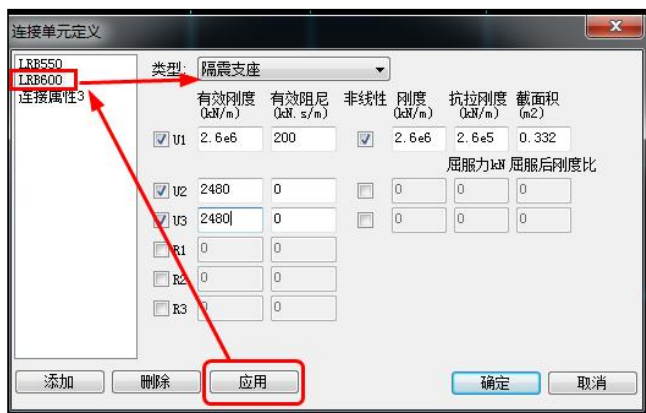 连接单元定义
LRB550
LRB600
连接属性3
类型: 隔震支座
有效刚度 有效阻尼 非线性 刚度 抗拉刚度 截面积
(kN/m) (kN.s/m) (kN/m) (kN/m) (m2)
U1 2.6e6 200 2.6e6 2.6e5 0.332
屈服力kN 屈服后刚度比
U2 2480 0 0 0 0
U3 2480 0 0 0 0
R1 0 0
R2 0 0
R3 0 0
添加 删除 应用 确定 取消